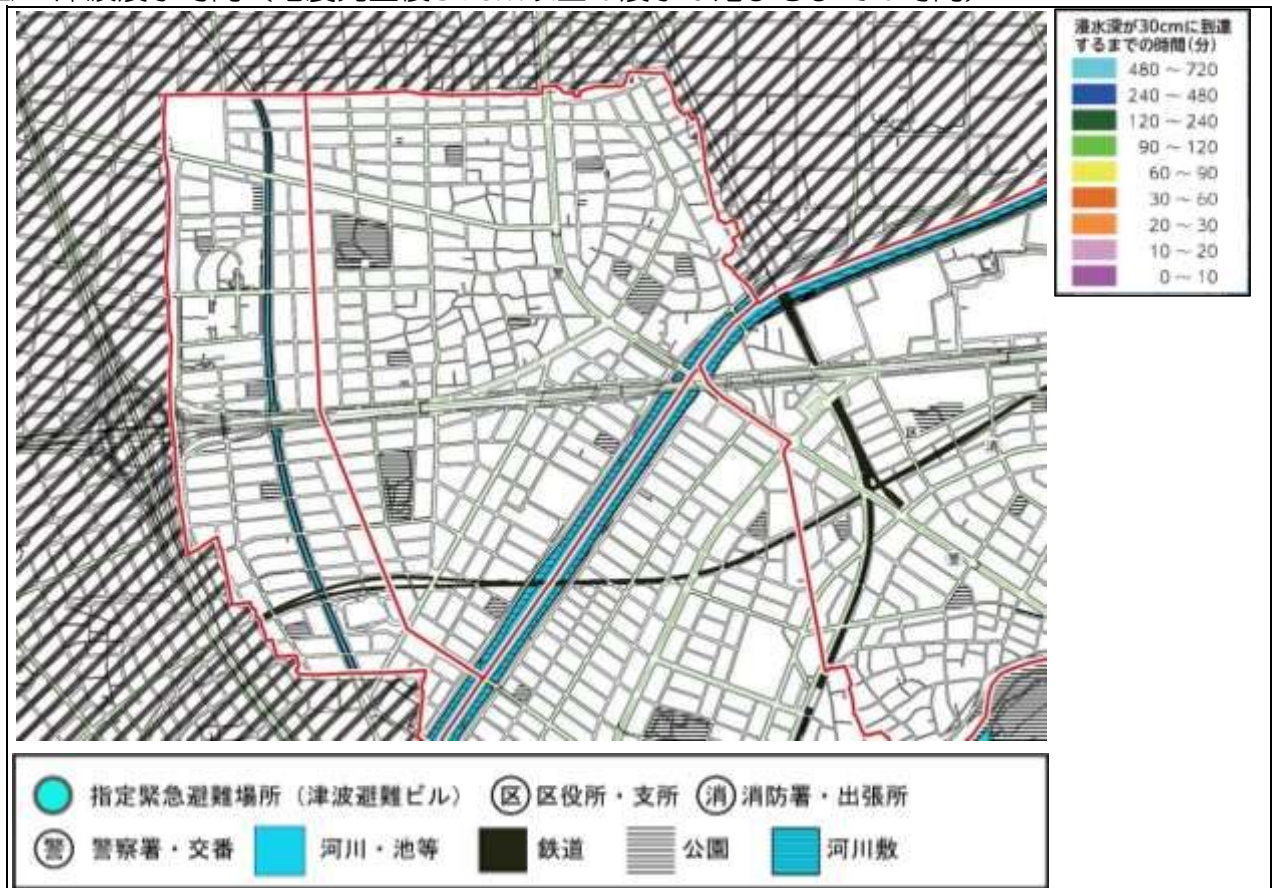 浸水深が30cmに到達
するまでの時間(分)
480 ～ 720
240 ～ 480
120 ～ 240
90 ～ 120
60 ～ 90
30 ～ 60
20 ～ 30
10 ～ 20
0 ～ 10
警
区
消
警
指定緊急避難場所 (津波避難ビル) 区 区役所・支所 消 消防署・出張所
警 警察署・交番 河川・池等 鉄道 公園 河川敷